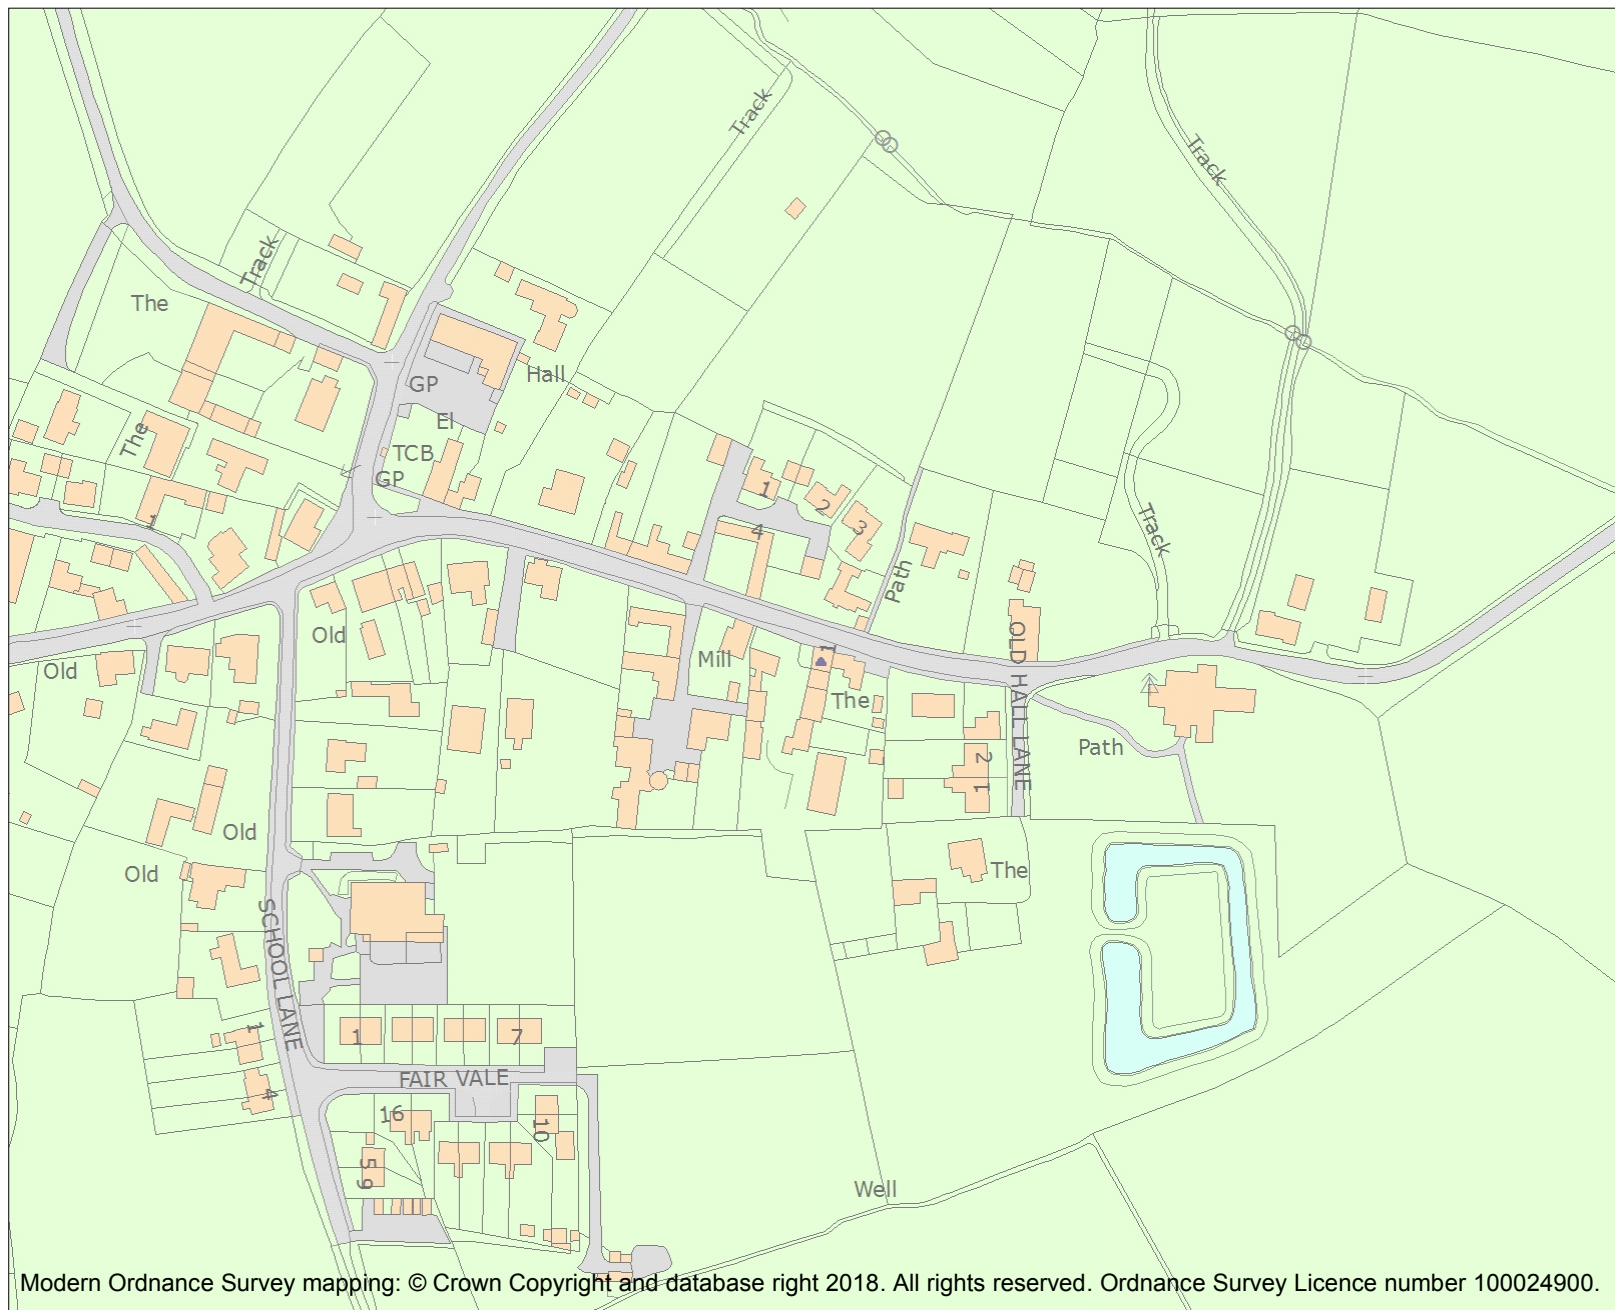 Track
Track
Track
The
GP
Hall
El
The
TCB
GP
1
1
2
3
4
Track
Path
Old
Old
Mill
1
The
OLD HALL LANE
Path
2
1
Old
Old
The
SCHOOL LANE
1
4
1
7
FAIR VALE
16
10
5
9
Well
Modern Ordnance Survey mapping: © Crown Copyright and database right 2018. All rights reserved. Ordnance Survey Licence number 100024900.